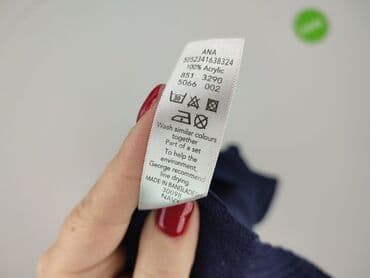 ANA
5052341638324
100% Acrylic
851 3290
5066 002
Wash similar colours
together
Part of a set
To help the
environment,
George recommend
line drying.
MADE IN BANGLADESH